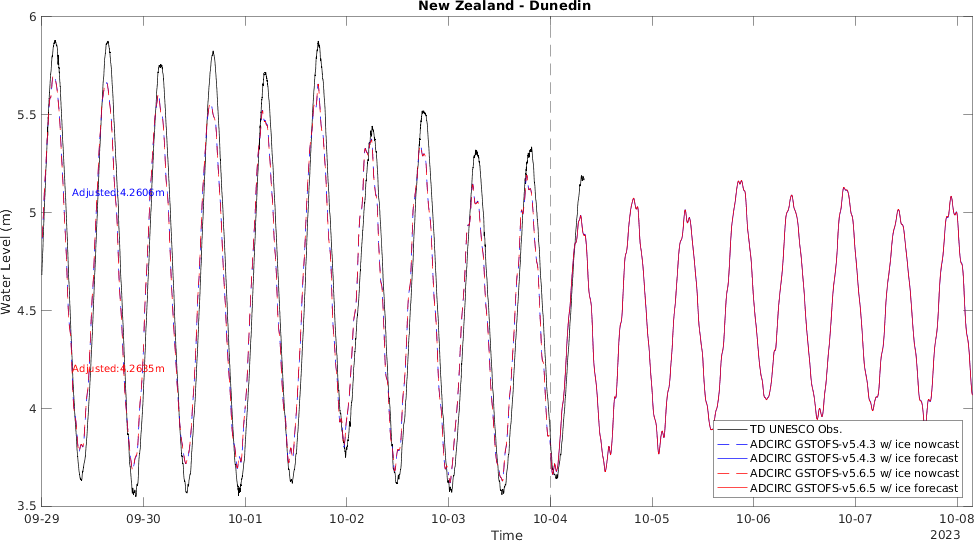 New Zealand - Dunedin
6
5.5
5
4.5
4
3.5
Water Level (m)
Adjusted:4.2606m
Adjusted:4.2635m
TD UNESCO Obs.
ADCIRC GSTOFS-v5.4.3 w/ ice nowcast
ADCIRC GSTOFS-v5.4.3 w/ ice forecast
ADCIRC GSTOFS-v5.6.5 w/ ice nowcast
ADCIRC GSTOFS-v5.6.5 w/ ice forecast
09-29 09-30 10-01 10-02 10-03 10-04 10-05 10-06 10-07 10-08
Time
2023